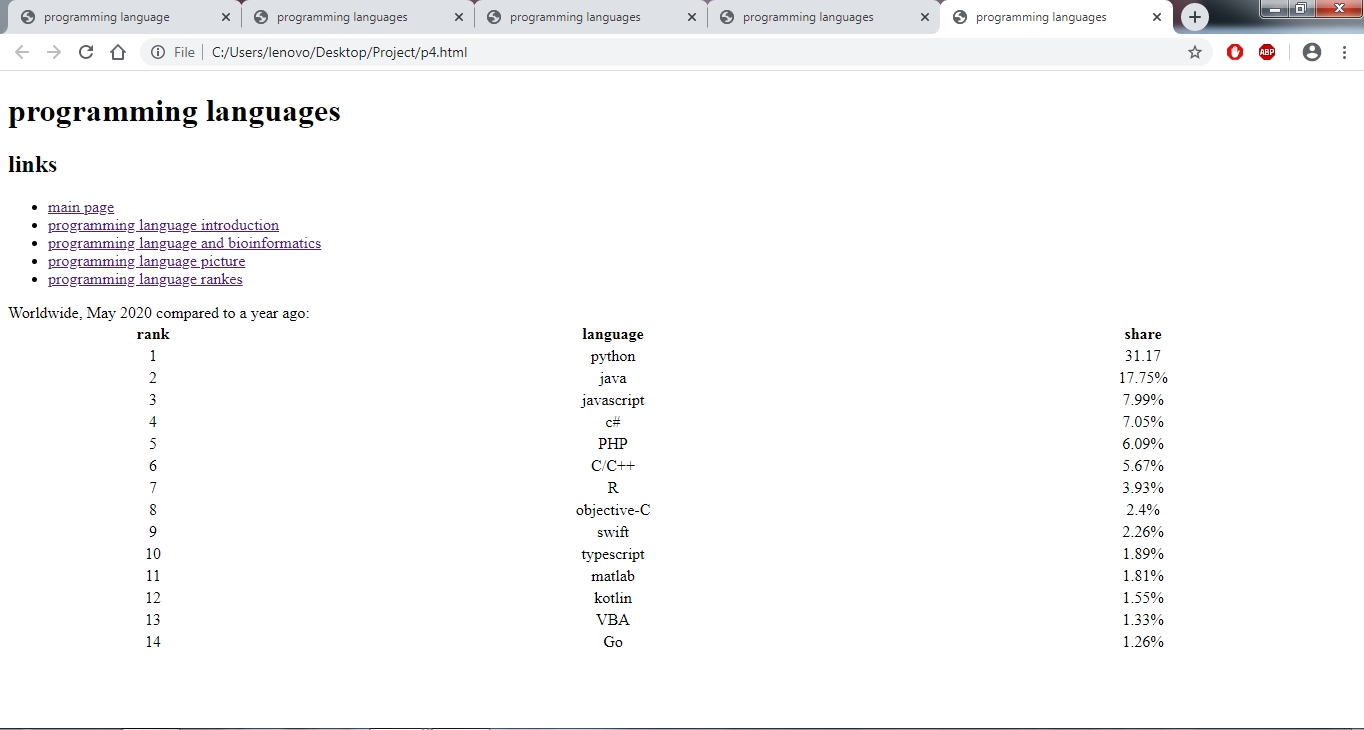 programming language programming languages programming languages programming languages programming languages
File C:/Users/lenovo/Desktop/Project/p4.html ABP
programming languages
links
main page
programming language introduction
programming language and bioinformatics
programming language picture
programming language rankes
Worldwide, May 2020 compared to a year ago:
rank language share
1 python 31.17
2 java 17.75%
3 javascript 7.99%
4 c# 7.05%
5 PHP 6.09%
6 C/C++ 5.67%
7 R 3.93%
8 objective-C 2.4%
9 swift 2.26%
10 typescript 1.89%
11 matlab 1.81%
12 kotlin 1.55%
13 VBA 1.33%
14 Go 1.26%